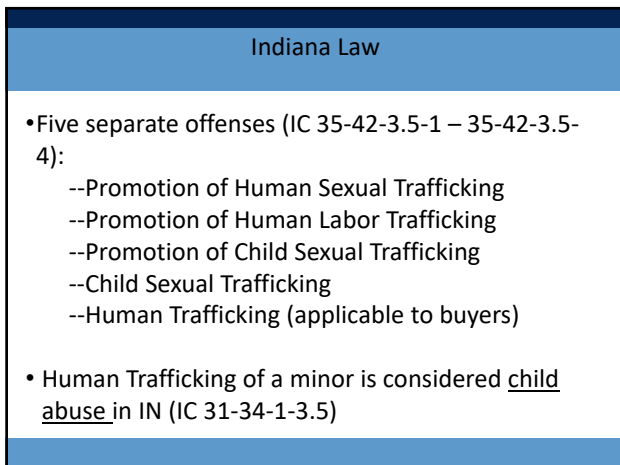 Indiana Law
•Five separate offenses (IC 35-42-3.5-1 – 35-42-3.5-
4):
--Promotion of Human Sexual Trafficking
--Promotion of Human Labor Trafficking
--Promotion of Child Sexual Trafficking
--Child Sexual Trafficking
--Human Trafficking (applicable to buyers)
• Human Trafficking of a minor is considered child
abuse in IN (IC 31-34-1-3.5)